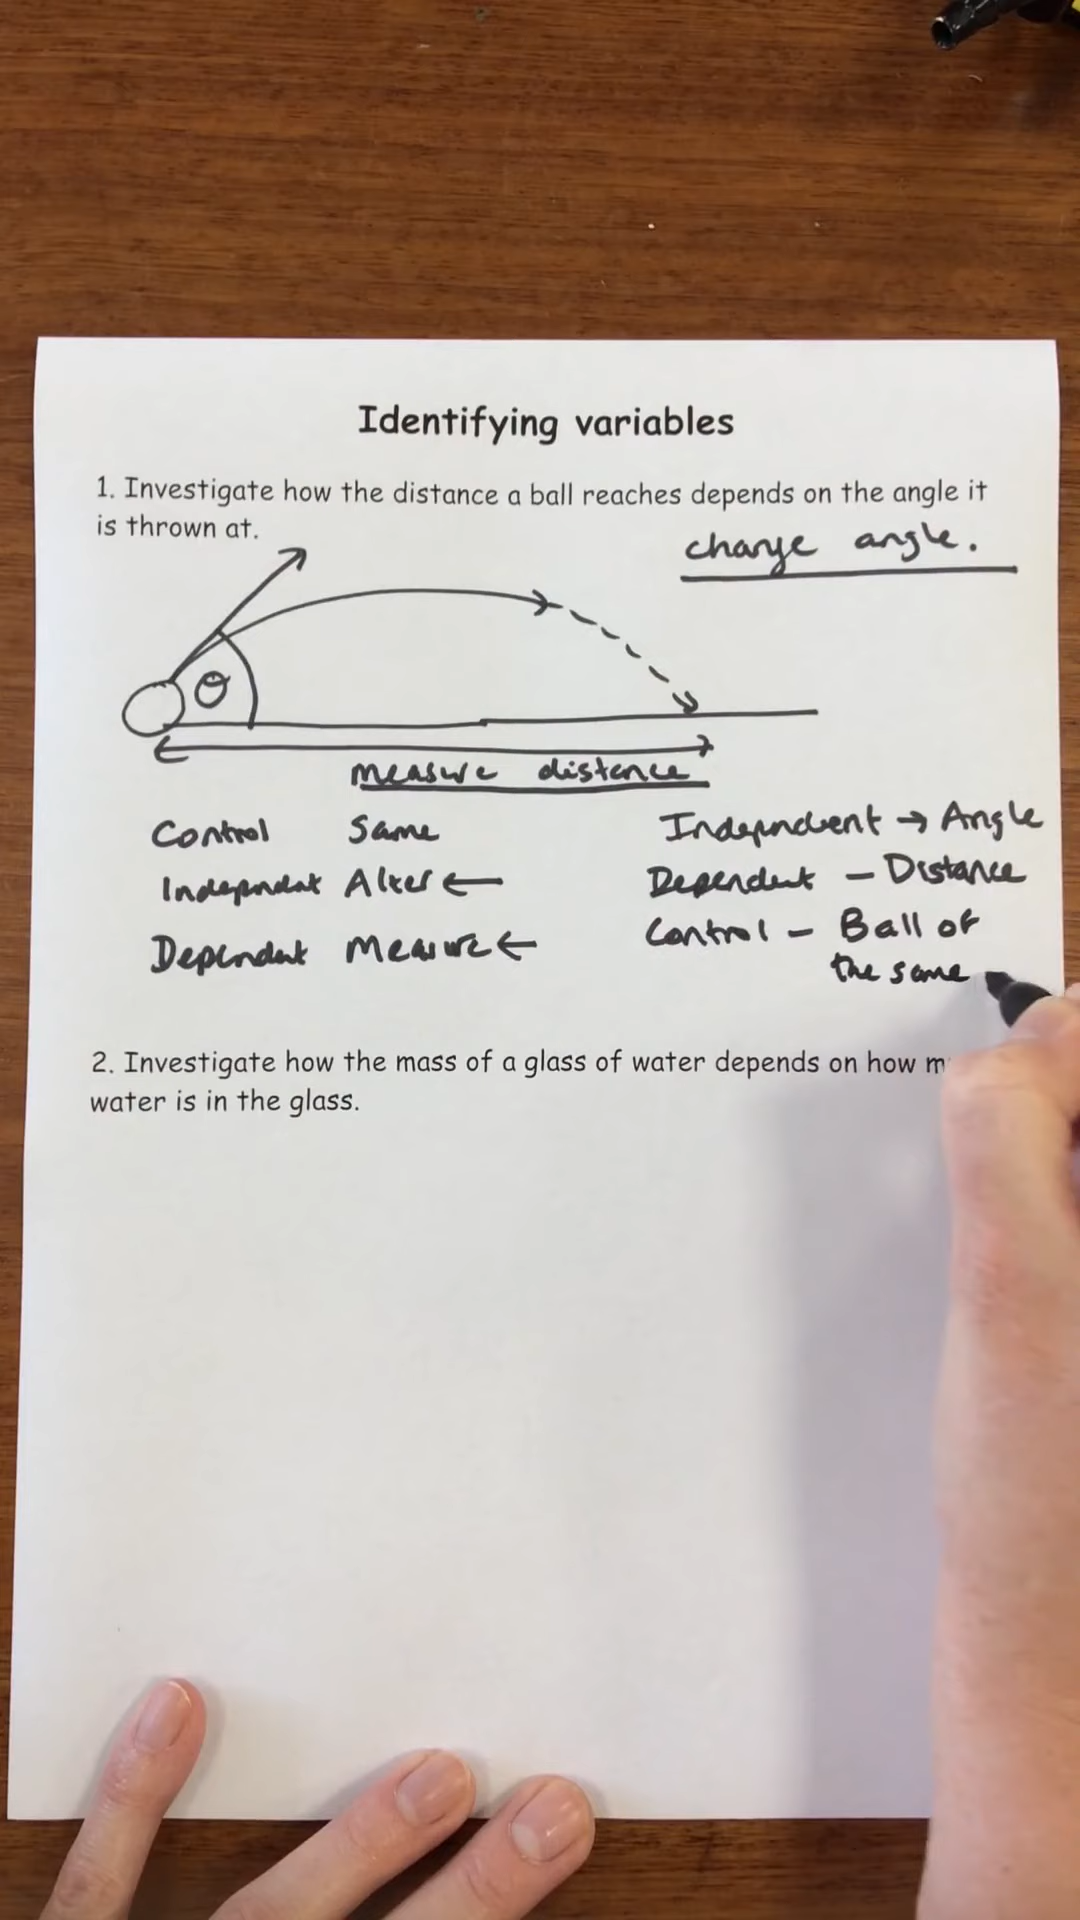 Identifying variables
1. Investigate how the distance a ball reaches depends on the angle it
is thrown at.
change angle.
θ
measure distance
Control Same
Independent Alter ←
Dependent Measure ←
Independent → Angle
Dependent – Distance
Control – Ball of
the same
2. Investigate how the mass of a glass of water depends on how
water is in the glass.